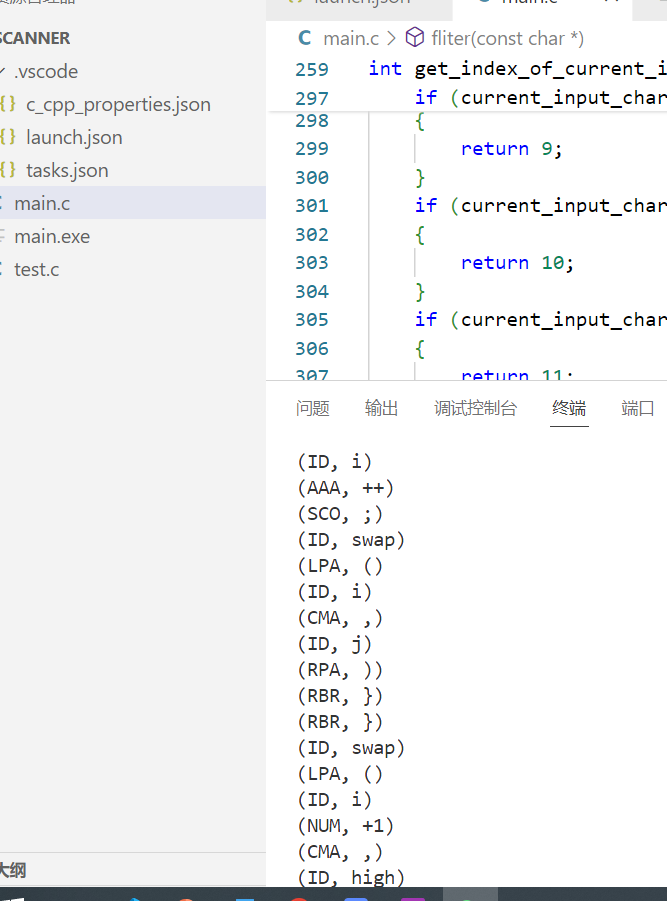 launch.json
main.c
SCANNER
.vscode
{} c_cpp_properties.json
{} launch.json
{} tasks.json
main.c
main.exe
test.c
大纲
C main.c > fliter(const char *)
259 int get_index_of_current_i
297 if (current_input_char
298 {
299 return 9;
300 }
301 if (current_input_char
302 {
303 return 10;
304 }
305 if (current_input_char
306 {
307 return 11;
问题 输出 调试控制台 终端 端口
(ID, i)
(AAA, ++)
(SCO, ;)
(ID, swap)
(LPA, ()
(ID, i)
(CMA, ,)
(ID, j)
(RPA, ))
(RBR, })
(RBR, })
(ID, swap)
(LPA, ()
(ID, i)
(NUM, +1)
(CMA, ,)
(ID, high)